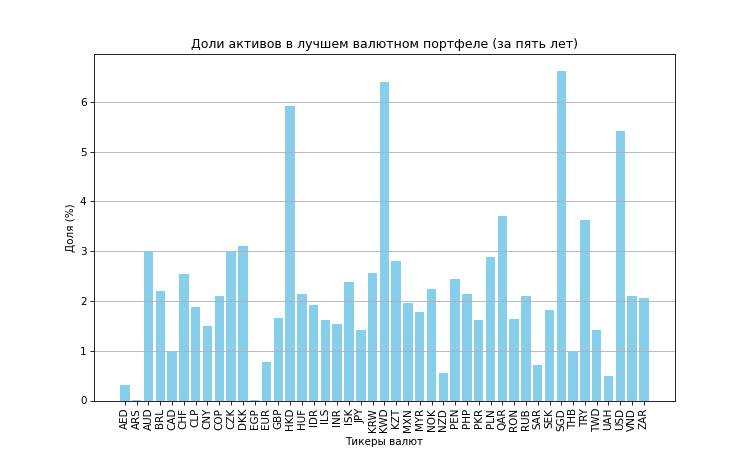 Доли активов в лучшем валютном портфеле (за пять лет)
Доля (%)
6
5
4
3
2
1
0
AED ARS AUD BRL CAD CHF CLP CNY COP CZK DKK EGP EUR GBP HKD HUF IDR ILS INR ISK JPY KRW KWD KZT MXN MYR NOK NZD PEN PHP PKR PLN QAR RON RUB SAR SEK SGD THB TRY TWD UAH USD VND ZAR
Тикеры валют